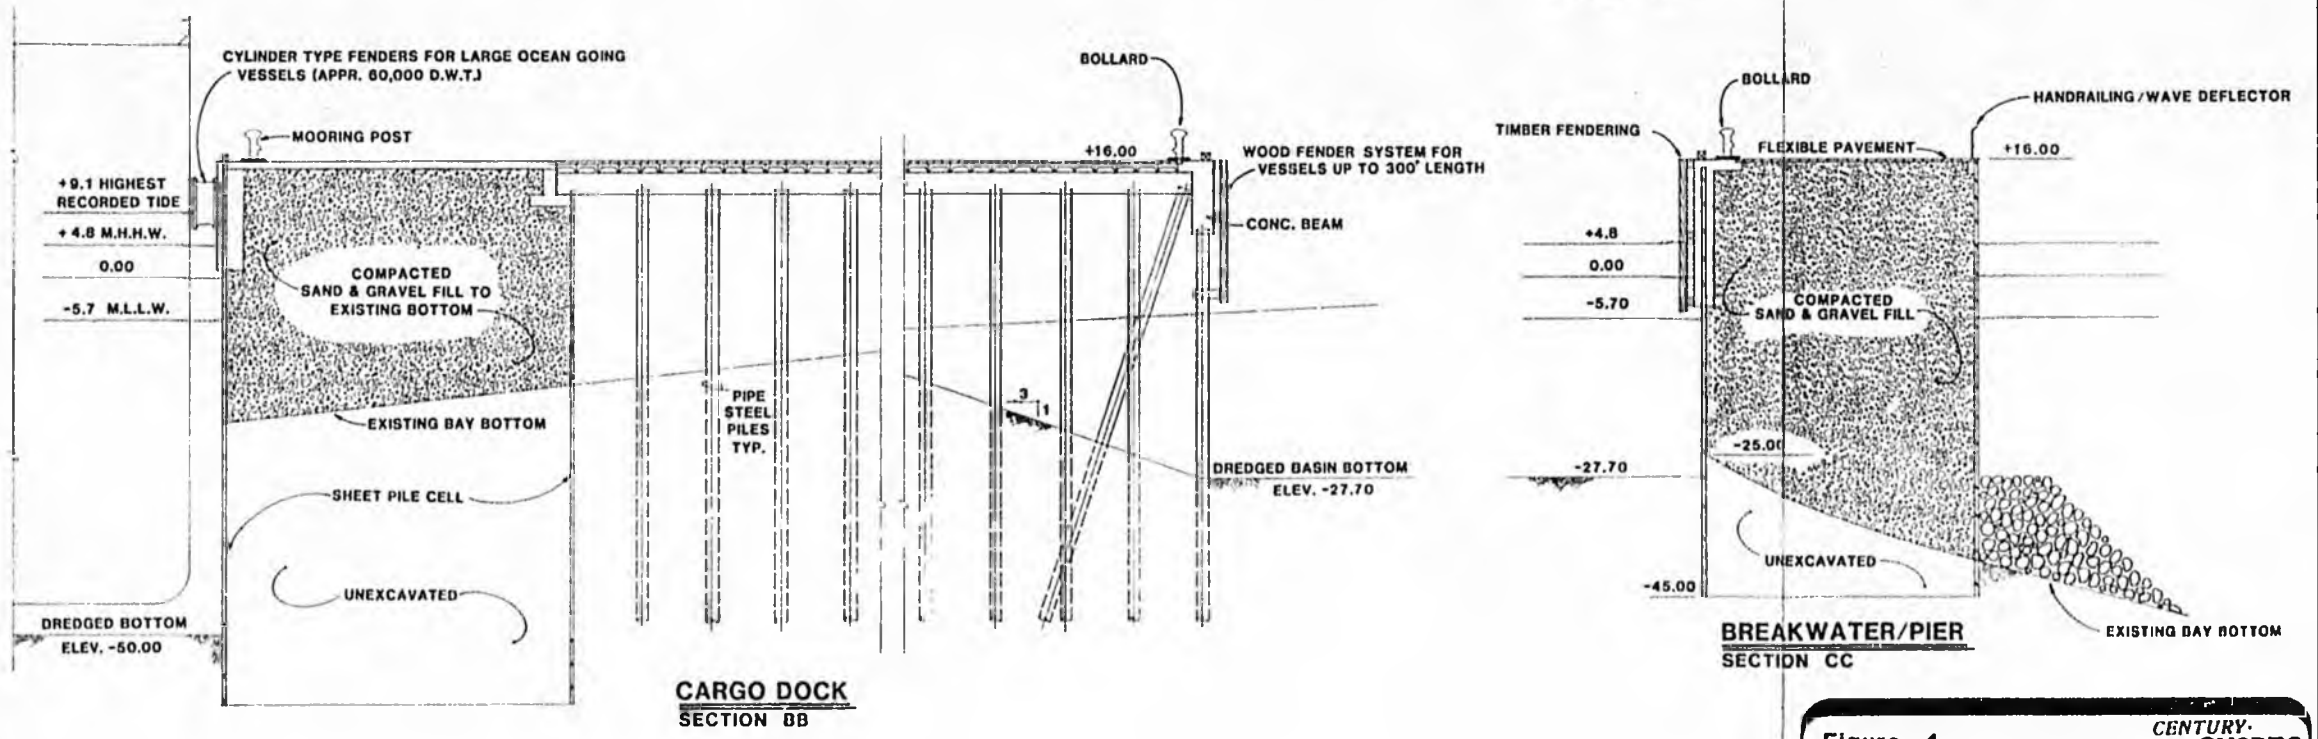 CYLINDER TYPE FENDERS FOR LARGE OCEAN GOING
VESSELS (APPR. 60,000 D.W.T.)
MOORING POST
+9.1 HIGHEST
RECORDED TIDE
+4.8 M.H.H.W.
0.00
-5.7 M.L.L.W.
COMPACTED
SAND & GRAVEL FILL TO
EXISTING BOTTOM
EXISTING BAY BOTTOM
SHEET PILE CELL
UNEXCAVATED
DREDGED BOTTOM
ELEV. -50.00
PIPE
STEEL
PILES
TYP.
BOLLARD
+16.00
WOOD FENDER SYSTEM FOR
VESSELS UP TO 300' LENGTH
CONC. BEAM
3
1
DREDGED BASIN BOTTOM
ELEV. -27.70
CARGO DOCK
SECTION BB
BOLLARD
HANDRAILING/WAVE DEFLECTOR
TIMBER FENDERING
FLEXIBLE PAVEMENT
+16.00
+4.8
0.00
-5.70
COMPACTED
SAND & GRAVEL FILL
-25.00
-27.70
UNEXCAVATED
-45.00
EXISTING BAY BOTTOM
BREAKWATER/PIER
SECTION CC
CENTURY
Figure 4